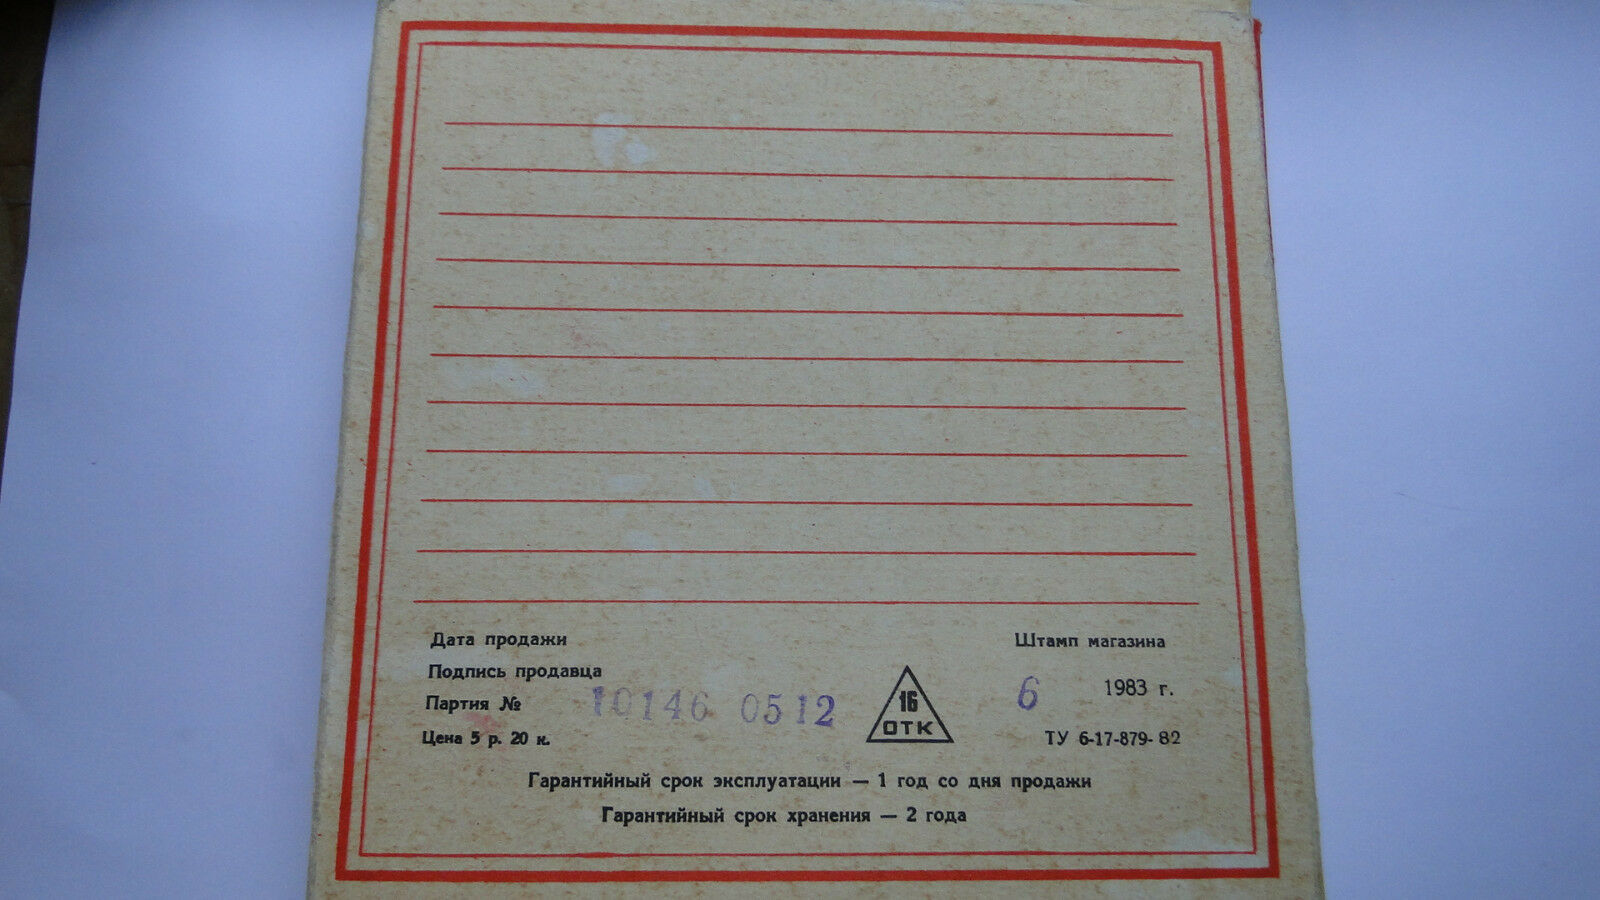 Дата продажи Штамп магазина
Подпись продавца
Партия № 10146 0512 16 ОТК 6 1983 г.
Цена 5 р. 20 к. ТУ 6-17-879-82
Гарантийный срок эксплуатации — 1 год со дня продажи
Гарантийный срок хранения — 2 года